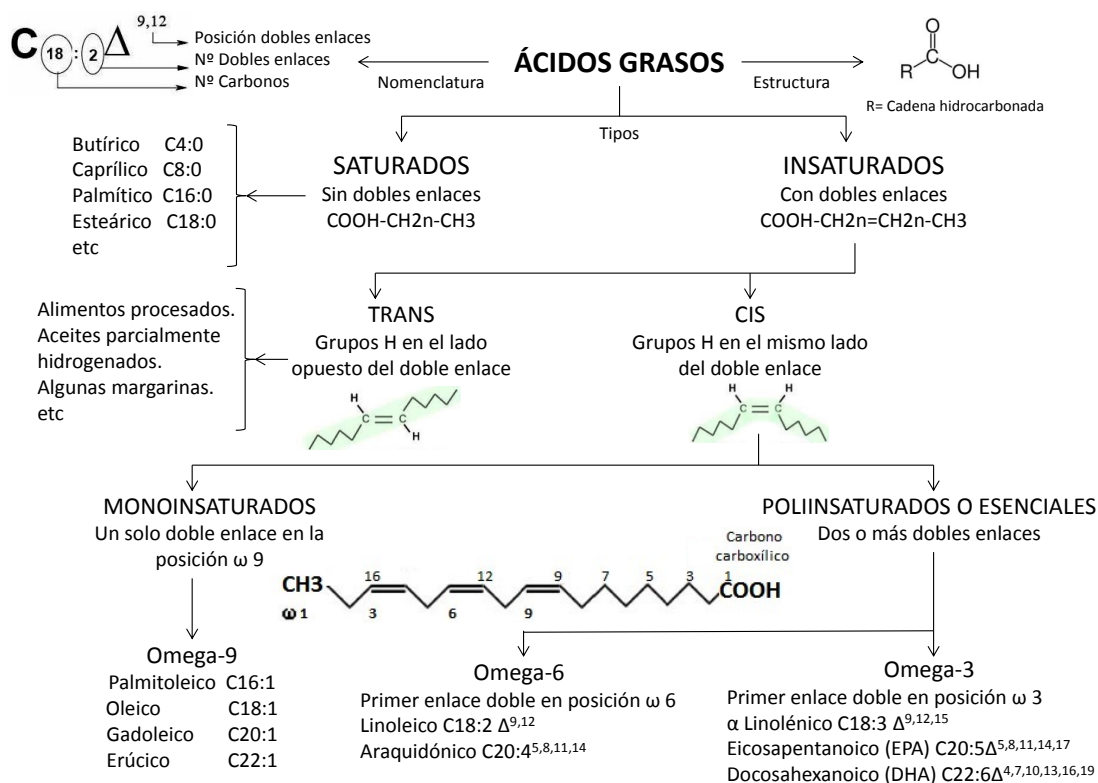 9,12
C 18 : 2 Δ
Posición dobles enlaces
Nº Dobles enlaces
Nº Carbonos
Nomenclatura
ÁCIDOS GRASOS
Estructura
O
R
OH
R= Cadena hidrocarbonada
Tipos
Butírico C4:0
Caprílico C8:0
Palmítico C16:0
Esteárico C18:0
etc
SATURADOS
Sin dobles enlaces
COOH-CH2n-CH3
INSATURADOS
Con dobles enlaces
COOH-CH2n=CH2n-CH3
Alimentos procesados.
Aceites parcialmente
hidrogenados.
Algunas margarinas.
etc
TRANS
Grupos H en el lado
opuesto del doble enlace
H
C = C
H
CIS
Grupos H en el mismo lado
del doble enlace
H H
C = C
MONOINSATURADOS
Un solo doble enlace en la
posición ω 9
POLIINSATURADOS O ESENCIALES
Dos o más dobles enlaces
Carbono
carboxílico
CH3 16 12 9 7 5 3 1 COOH
ω 1 3 6 9
Omega-9
Palmitoleico C16:1
Oleico C18:1
Gadoleico C20:1
Erúcico C22:1
Omega-6
Primer enlace doble en posición ω 6
Linoleico C18:2 Δ9,12
Araquidónico C20:45,8,11,14
Omega-3
Primer enlace doble en posición ω 3
α Linolénico C18:3 Δ9,12,15
Eicosapentanoico (EPA) C20:5Δ5,8,11,14,17
Docosahexanoico (DHA) C22:6Δ4,7,10,13,16,19